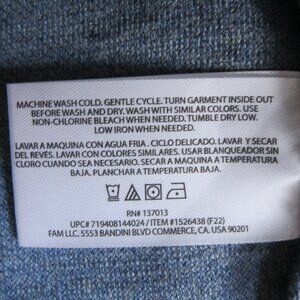 MACHINE WASH COLD. GENTLE CYCLE. TURN GARMENT INSIDE OUT
BEFORE WASH AND DRY. WASH WITH SIMILAR COLORS. USE
NON-CHLORINE BLEACH WHEN NEEDED. TUMBLE DRY LOW.
LOW IRON WHEN NEEDED.
LAVAR A MAQUINA CON AGUA FRIA . CICLO DELICADO. LAVAR Y SECAR
DEL REVÉS. LAVAR CON COLORES SIMILARES. USAR BLANQUEADOR SIN
CLORO CUANDO SEA NECESARIO. SECAR A MAQUINA A TEMPERATURA
BAJA. PLANCHAR A TEMPERATURA BAJA.
RN# 137013
UPC# 719408144024 / ITEM# 1526438 (F22)
FAM LLC. 5553 BANDINI BLVD COMMERCE, CA. USA 90201